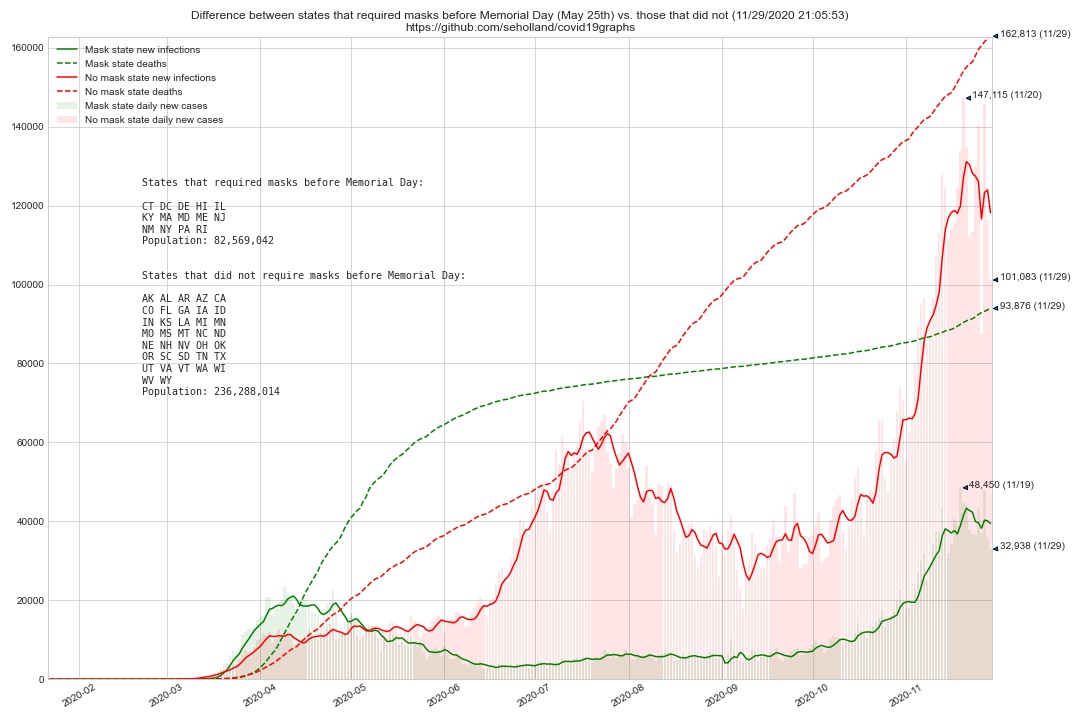 Difference between states that required masks before Memorial Day (May 25th) vs. those that did not (11/29/2020 21:05:53)
https://github.com/seholland/covid19graphs
160000
140000
120000
100000
80000
60000
40000
20000
0
Mask state new infections
Mask state deaths
No mask state new infections
No mask state deaths
Mask state daily new cases
No mask state daily new cases
States that required masks before Memorial Day:
CT DC DE HI IL
KY MA MD ME NJ
NM NY PA RI
Population: 82,569,042
States that did not require masks before Memorial Day:
AK AL AR AZ CA
CO FL GA IA ID
IN KS LA MI MN
MO MS MT NC ND
NE NH NV OH OK
OR SC SD TN TX
UT VA VT WA WI
WV WY
Population: 236,288,014
162,813 (11/29)
147,115 (11/20)
101,083 (11/29)
93,876 (11/29)
48,450 (11/19)
32,938 (11/29)
2020-02
2020-03
2020-04
2020-05
2020-06
2020-07
2020-08
2020-09
2020-10
2020-11